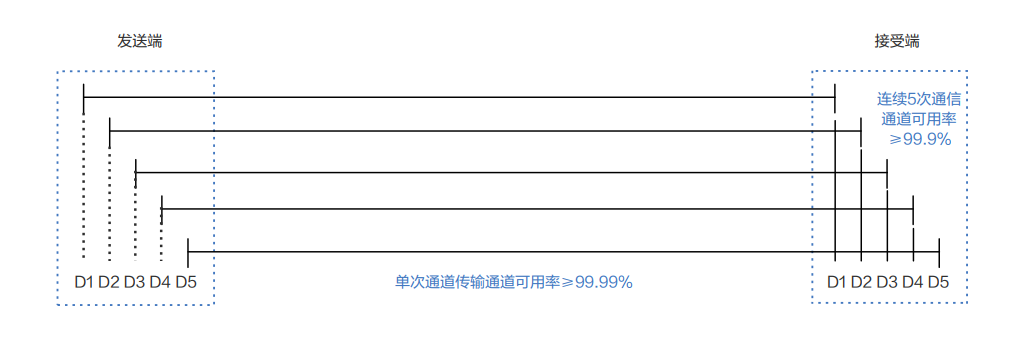 发送端
接受端
连续5次通信
通道可用率
≥99.9%
D1 D2 D3 D4 D5
单次通道传输通道可用率≥99.99%
D1 D2 D3 D4 D5